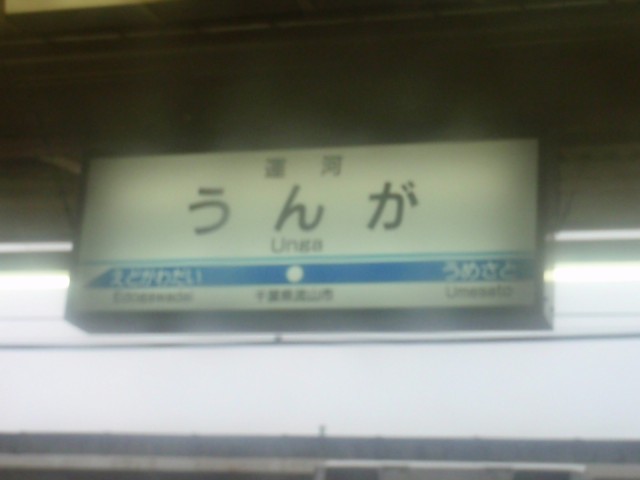 運河
うんが
Unga
えどがわだい うめさと
Edogawadai 千葉県流山市 Umesato